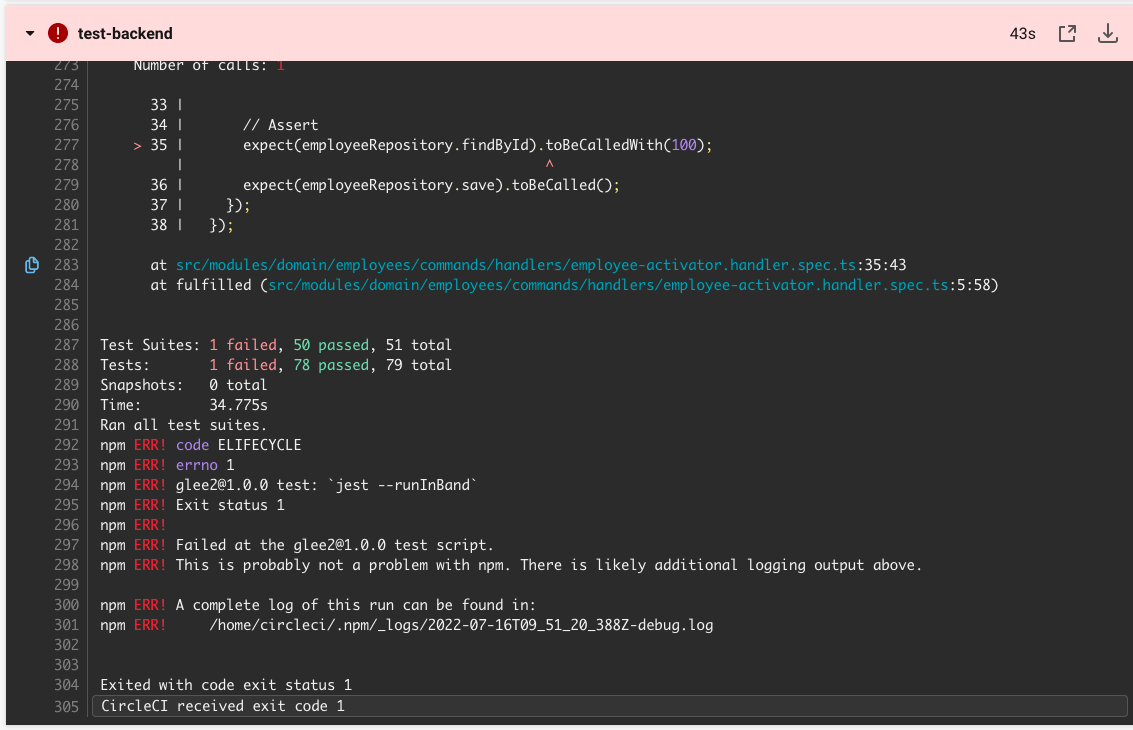 test-backend 43s
273 Number of calls: 1
274
275 33 |
276 34 |       // Assert
277 > 35 |       expect(employeeRepository.findById).toBeCalledWith(100);
278 |                                           ^
279 36 |       expect(employeeRepository.save).toBeCalled();
280 37 |     });
281 38 |   });
282
283 at src/modules/domain/employees/commands/handlers/employee-activator.handler.spec.ts:35:43
284 at fulfilled (src/modules/domain/employees/commands/handlers/employee-activator.handler.spec.ts:5:58)
285
286
287 Test Suites: 1 failed, 50 passed, 51 total
288 Tests:       1 failed, 78 passed, 79 total
289 Snapshots:   0 total
290 Time:        34.775s
291 Ran all test suites.
292 npm ERR! code ELIFECYCLE
293 npm ERR! errno 1
294 npm ERR! glee2@1.0.0 test: `jest --runInBand`
295 npm ERR! Exit status 1
296 npm ERR!
297 npm ERR! Failed at the glee2@1.0.0 test script.
298 npm ERR! This is probably not a problem with npm. There is likely additional logging output above.
299
300 npm ERR! A complete log of this run can be found in:
301 npm ERR!     /home/circleci/.npm/_logs/2022-07-16T09_51_20_388Z-debug.log
302
303
304 Exited with code exit status 1
305 CircleCI received exit code 1